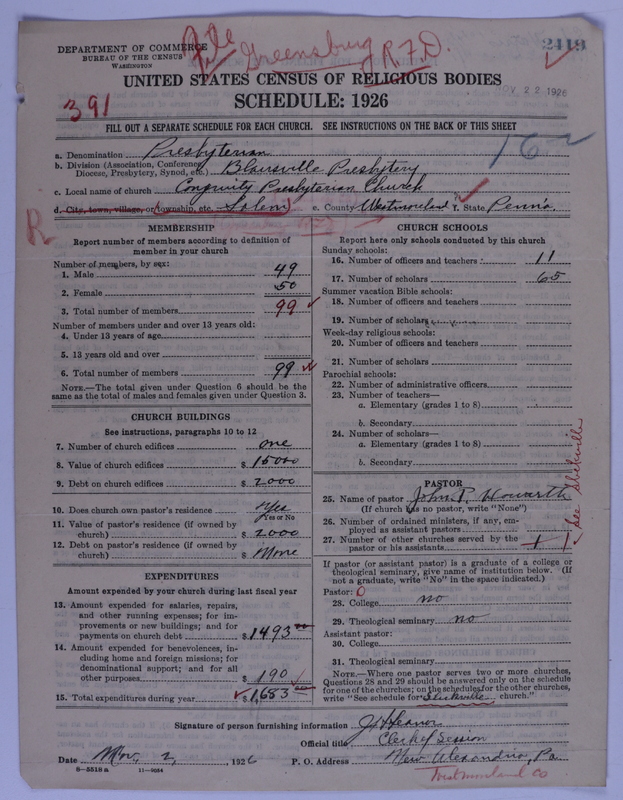 File Greensburg R.F.D.
DEPARTMENT OF COMMERCE
BUREAU OF THE CENSUS
WASHINGTON
2419
UNITED STATES CENSUS OF RELIGIOUS BODIES
NOV 22 1926
391
SCHEDULE: 1926
FILL OUT A SEPARATE SCHEDULE FOR EACH CHURCH. SEE INSTRUCTIONS ON THE BACK OF THIS SHEET
162
a. Denomination Presbyterian
b. Division (Association, Conference, Diocese, Presbytery, Synod, etc.) Blairsville Presbytery
c. Local name of church Congruity Presbyterian Church
d. City, town, village, or (township, etc. Salem) e. County Westmoreland f. State Penn'a
R
MEMBERSHIP
Report number of members according to definition of
member in your church
Number of members, by sex:
1. Male 49
2. Female 50
3. Total number of members 99
Number of members under and over 13 years old:
4. Under 13 years of age
5. 13 years old and over
6. Total number of members 99
NOTE.—The total given under Question 6 should be the
same as the total of males and females given under Question 3.
CHURCH BUILDINGS
See instructions, paragraphs 10 to 12
7. Number of church edifices one
8. Value of church edifices $ 15000
9. Debt on church edifices $ 2000
10. Does church own pastor's residence Yes
Yes or No
11. Value of pastor's residence (if owned by
church) $ 2000
12. Debt on pastor's residence (if owned by
church) $ None
EXPENDITURES
Amount expended by your church during last fiscal year
13. Amount expended for salaries, repairs,
and other running expenses; for im-
provements or new buildings; and for
payments on church debt $ 1493 00
14. Amount expended for benevolences, in-
cluding home and foreign missions; for
denominational support; and for all
other purposes $ 190
15. Total expenditures during year $ 1,683 00
CHURCH SCHOOLS
Report here only schools conducted by this church
Sunday schools:
16. Number of officers and teachers 11
17. Number of scholars 65
Summer vacation Bible schools:
18. Number of officers and teachers
19. Number of scholars
Week-day religious schools:
20. Number of officers and teachers
21. Number of scholars
Parochial schools:
22. Number of administrative officers
23. Number of teachers—
a. Elementary (grades 1 to 8)
b. Secondary
24. Number of scholars—
a. Elementary (grades 1 to 8)
b. Secondary
PASTOR
25. Name of pastor John P. Howarth
(If church has no pastor, write "None")
26. Number of ordained ministers, if any, em-
ployed as assistant pastors
27. Number of other churches served by the
pastor or his assistants 1 1
See Slickville
If pastor (or assistant pastor) is a graduate of a college or
theological seminary, give name of institution below. (If
not a graduate, write "No" in the space indicated.)
Pastor: 0
28. College no
29. Theological seminary no
Assistant pastor:
30. College
31. Theological seminary
NOTE.—Where one pastor serves two or more churches,
Questions 28 and 29 should be answered only on the schedule
for one of the churches; on the schedules for the other churches,
write "See schedule for Slickville church."
Signature of person furnishing information
Official title Clerk of Session
Date Nov. 2, 1926 P. O. Address New Alexandria, Pa.
8—5518 a 11—9084
Westmoreland Co